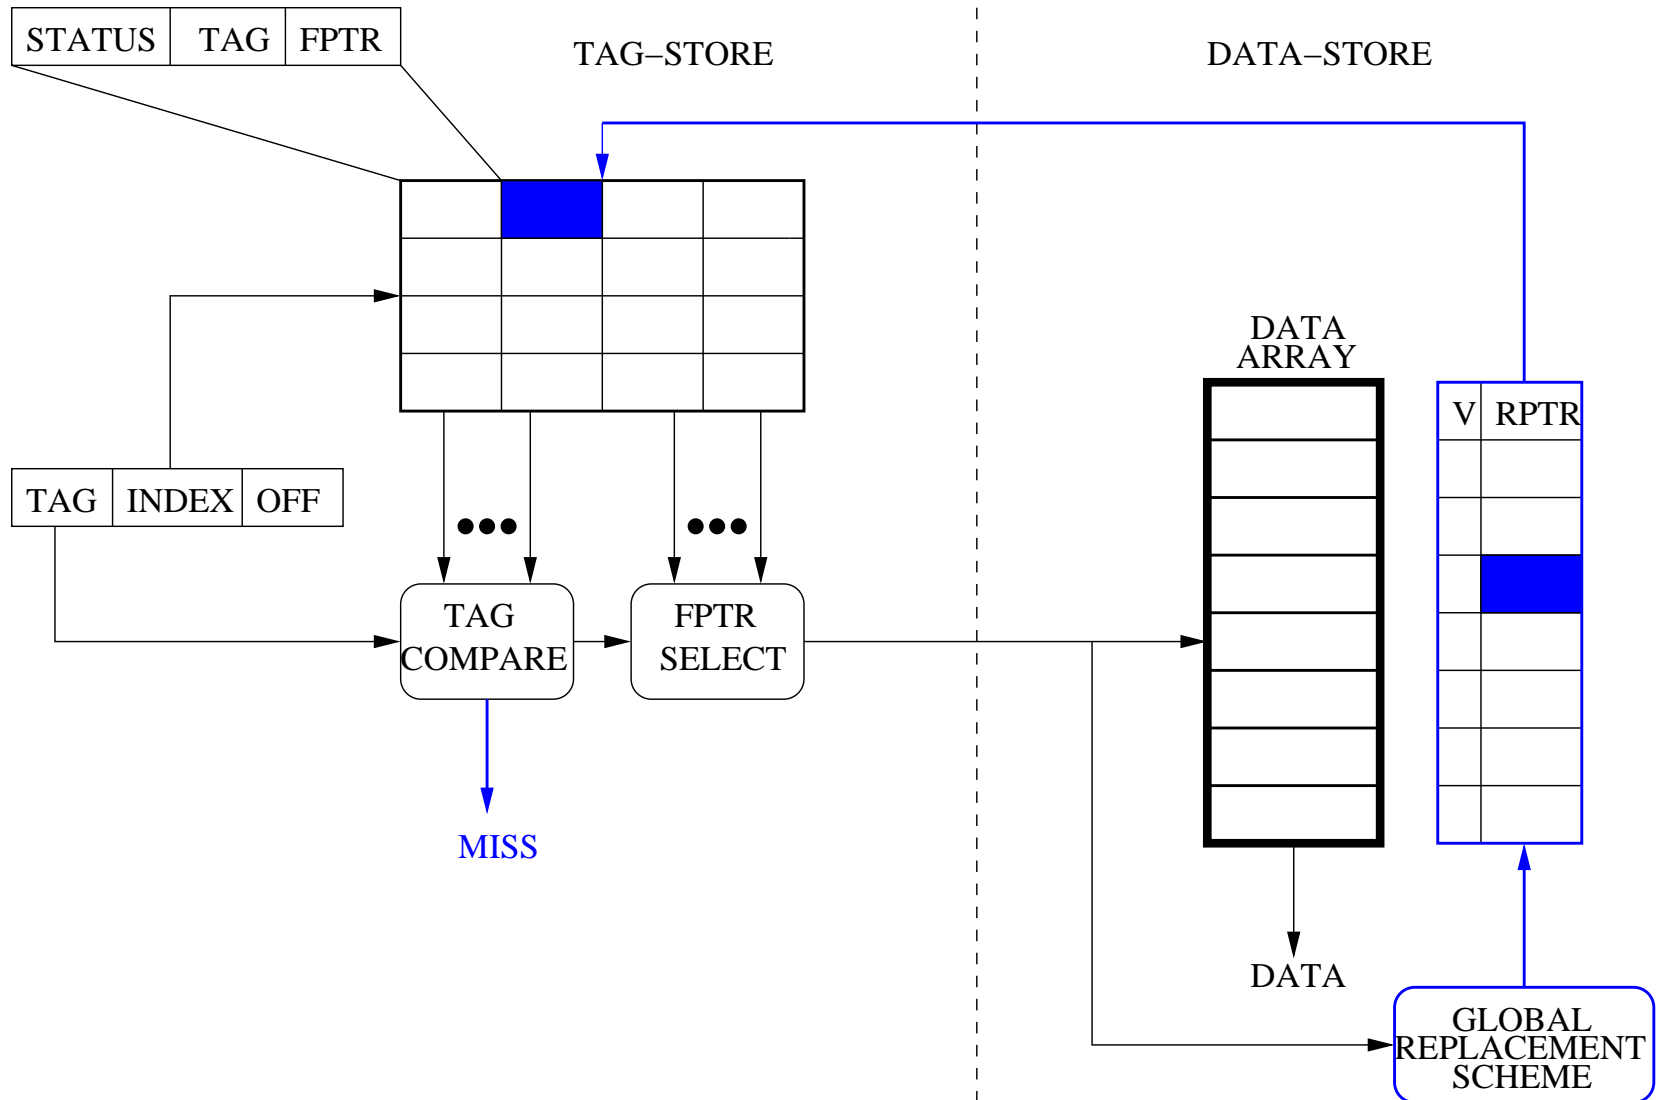 STATUS TAG FPTR
TAG–STORE
DATA–STORE
DATA
ARRAY
V RPTR
TAG INDEX OFF
TAG
COMPARE
FPTR
SELECT
MISS
DATA
GLOBAL
REPLACEMENT
SCHEME